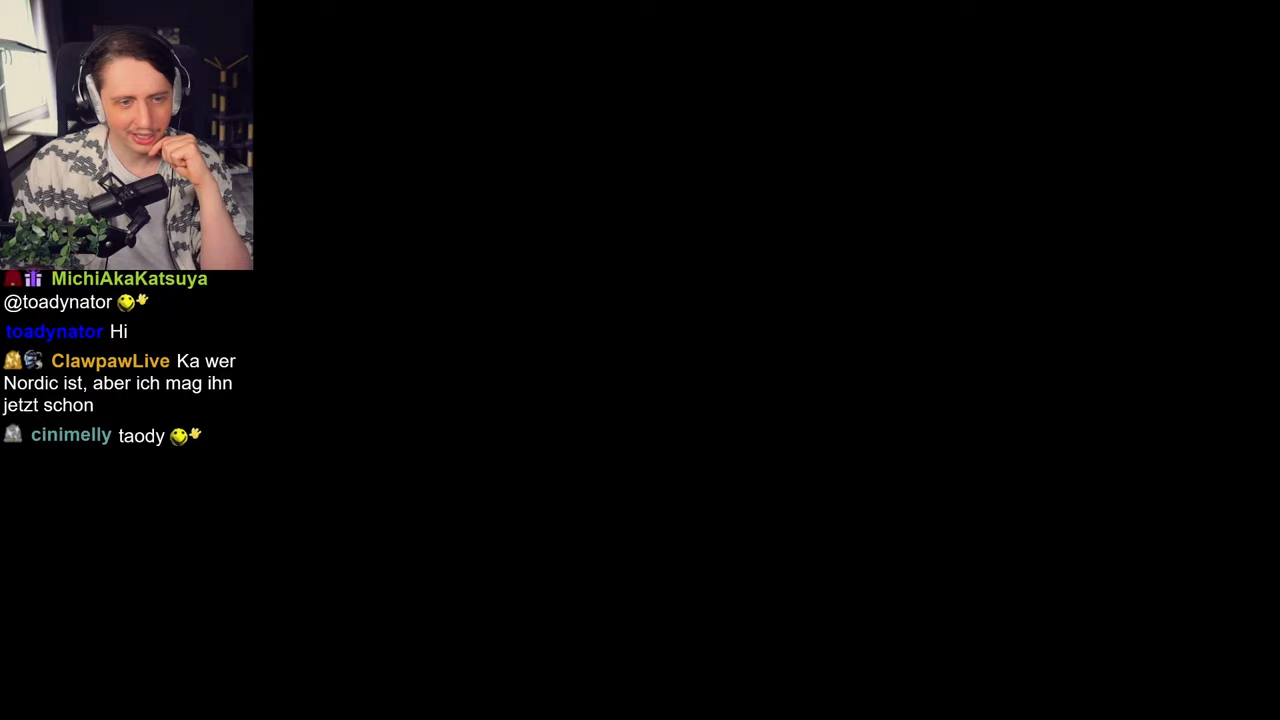 MichiAkaKatsuya
@toadynator
toadynator Hi
ClawpawLive Ka wer
Nordic ist, aber ich mag ihn
jetzt schon
cinimelly taody